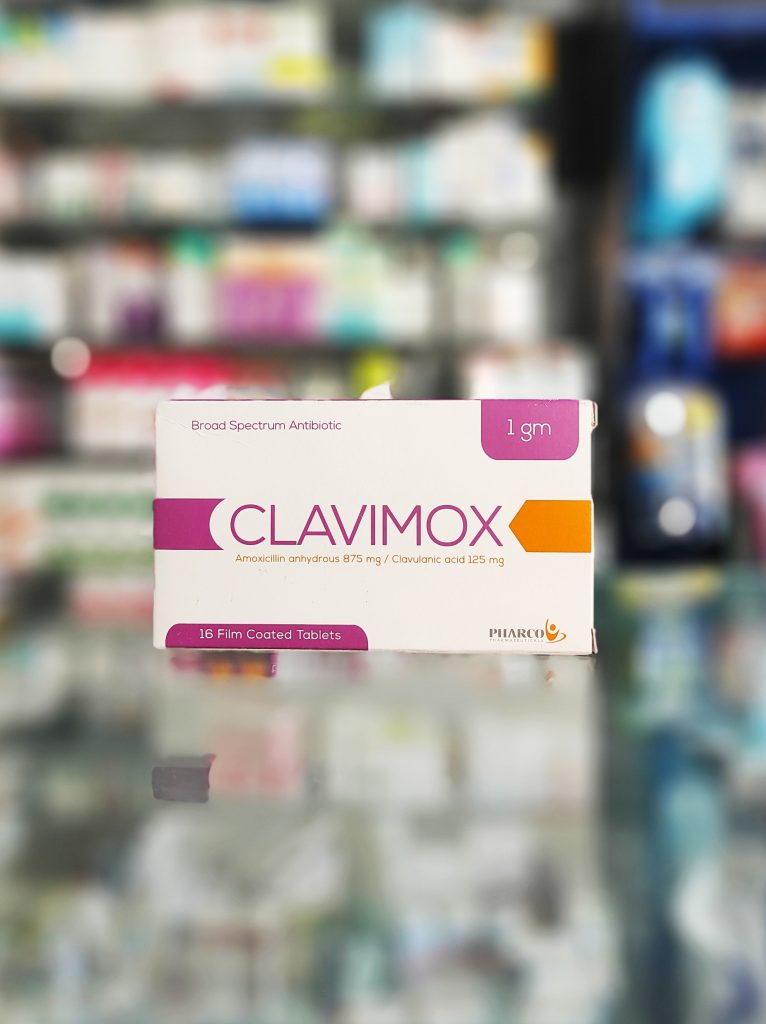 Broad Spectrum Antibiotic
1 gm
CLAVIMOX
Amoxicillin anhydrous 875 mg / Clavulanic acid 125 mg
16 Film Coated Tablets
PHARCO
PHARMACEUTICALS